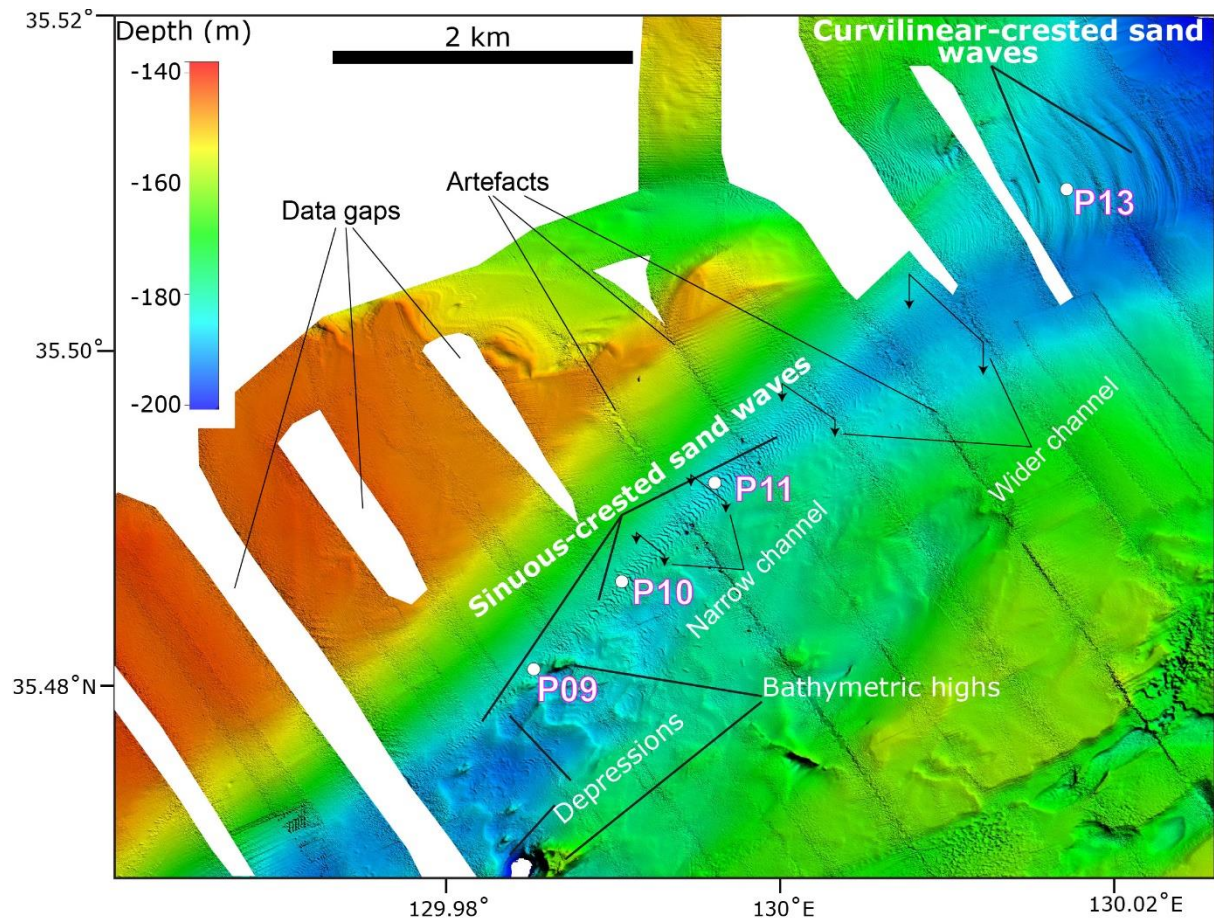 35.52°
Depth (m)
-140
-160
-180
-200
2 km
Curvilinear-crested sand
waves
Artefacts
Data gaps
P13
35.50°
Sinuous-crested sand waves
Wider channel
P11
Narrow channel
P10
35.48°N
P09
Bathymetric highs
Depressions
129.98°
130°E
130.02°E